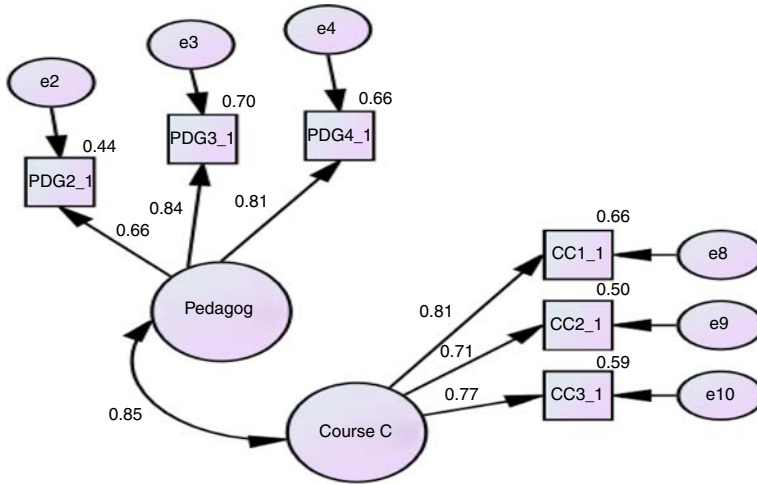 e4
e3
e2
0.70
0.66
PDG3_1
PDG4_1
0.44
PDG2_1
0.84
0.81
0.66
0.66
CC1_1
e8
0.50
Pedagog
0.81
CC2_1
e9
0.71
0.59
0.77
CC3_1
e10
0.85
Course C